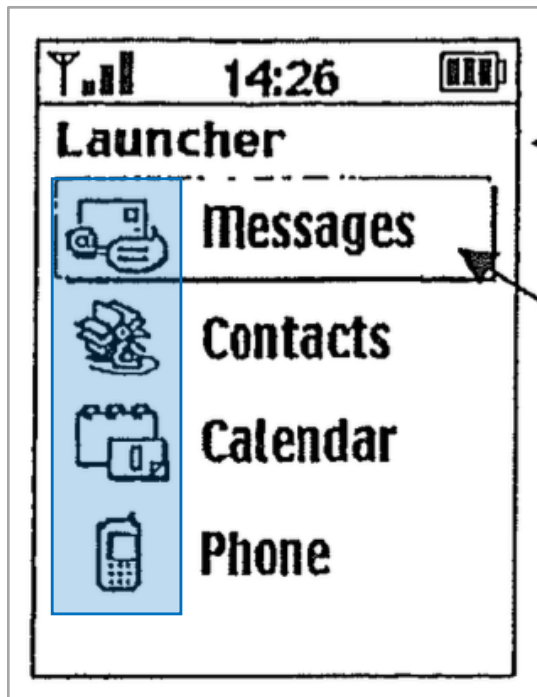 14:26
Launcher
@
Messages
Contacts
Calendar
Phone